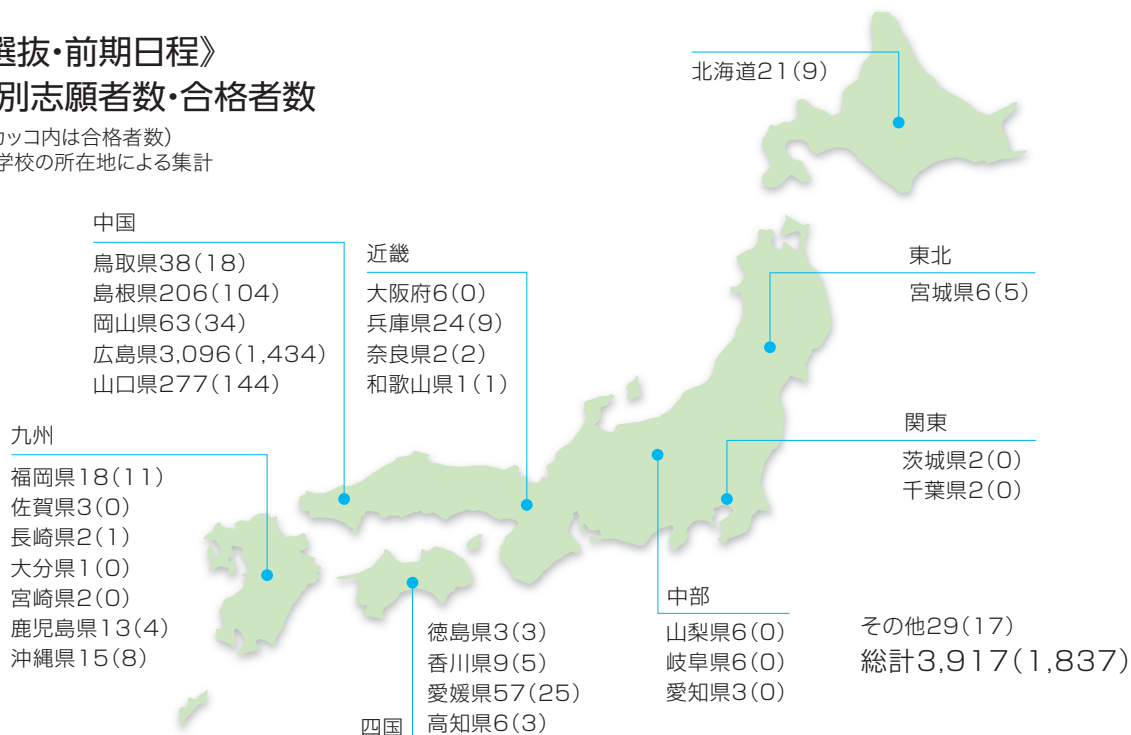 選抜・前期日程》
別志願者数・合格者数
カッコ内は合格者数)
学校の所在地による集計
北海道21(9)
中国
鳥取県38(18)
島根県206(104)
岡山県63(34)
広島県3,096(1,434)
山口県277(144)
近畿
大阪府6(0)
兵庫県24(9)
奈良県2(2)
和歌山県1(1)
東北
宮城県6(5)
関東
茨城県2(0)
千葉県2(0)
九州
福岡県18(11)
佐賀県3(0)
長崎県2(1)
大分県1(0)
宮崎県2(0)
鹿児島県13(4)
沖縄県15(8)
四国
徳島県3(3)
香川県9(5)
愛媛県57(25)
高知県6(3)
中部
山梨県6(0)
岐阜県6(0)
愛知県3(0)
その他29(17)
総計3,917(1,837)